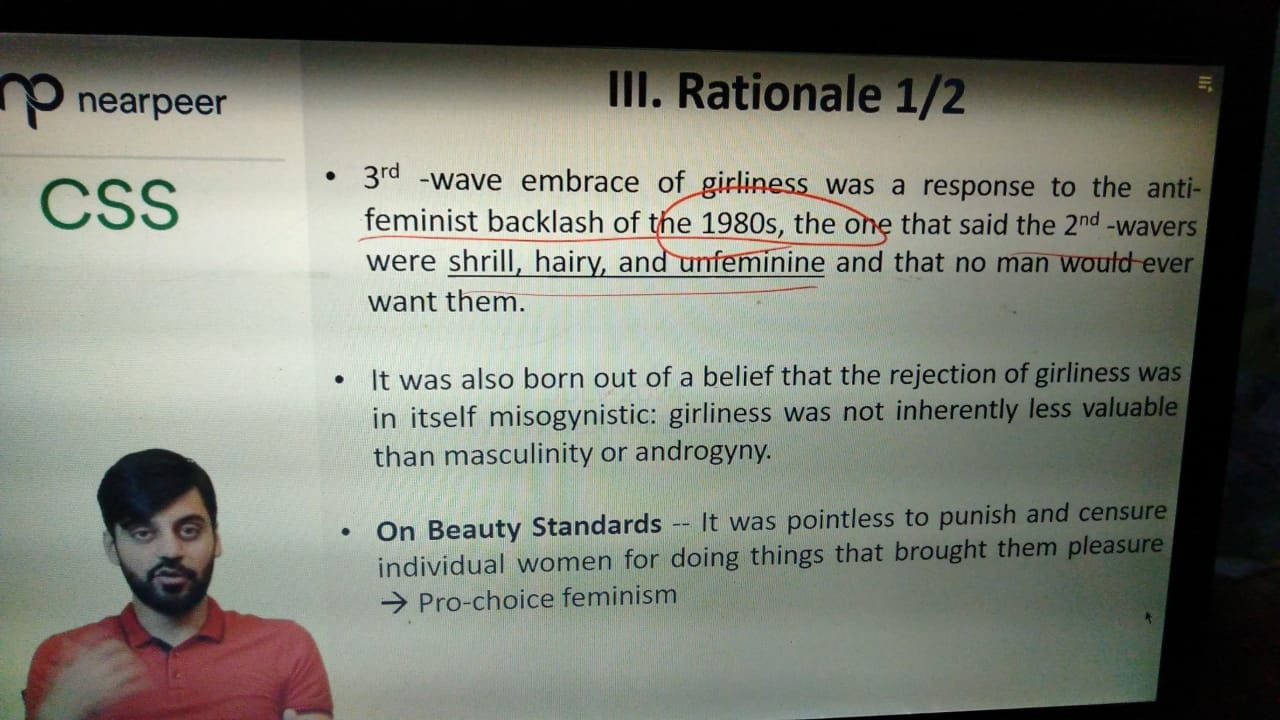 nearpeer
CSS
III. Rationale 1/2
• 3rd -wave embrace of girliness was a response to the anti-
feminist backlash of the 1980s, the one that said the 2nd -wavers
were shrill, hairy, and unfeminine and that no man would ever
want them.
• It was also born out of a belief that the rejection of girliness was
in itself misogynistic: girliness was not inherently less valuable
than masculinity or androgyny.
• On Beauty Standards -- It was pointless to punish and censure
individual women for doing things that brought them pleasure
→ Pro-choice feminism